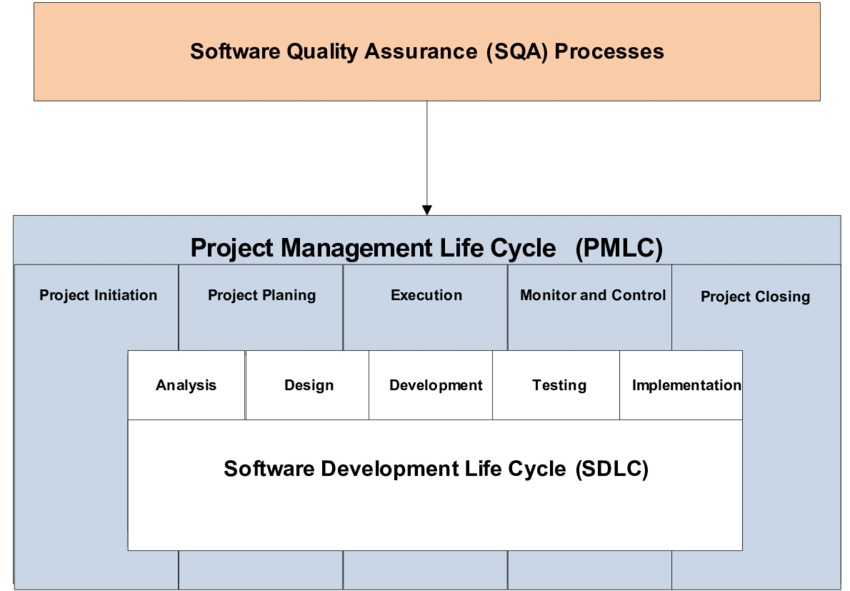 Software Quality Assurance (SQA) Processes
Project Management Life Cycle (PMLC)
Project Initiation
Project Planing
Execution
Monitor and Control
Project Closing
Analysis
Design
Development
Testing
Implementation
Software Development Life Cycle (SDLC)